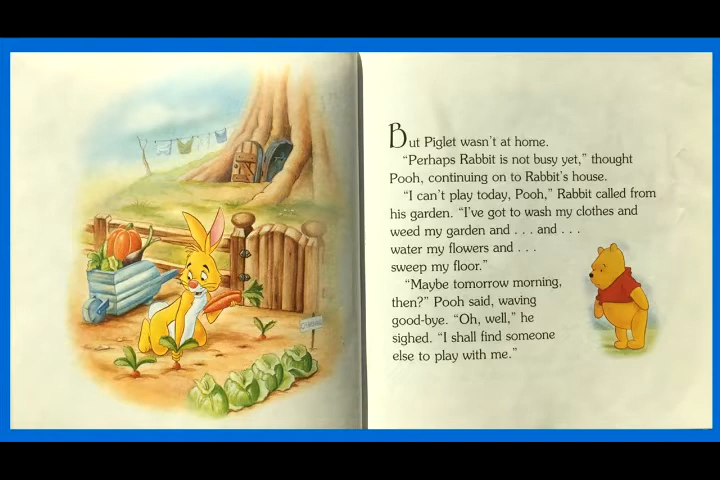 But Piglet wasn't at home.
"Perhaps Rabbit is not busy yet," thought
Pooh, continuing on to Rabbit's house.
"I can't play today, Pooh," Rabbit called from
his garden. "I've got to wash my clothes and
weed my garden and . . . and . . .
water my flowers and . . .
sweep my floor."
"Maybe tomorrow morning,
then?" Pooh said, waving
good-bye. "Oh, well," he
sighed. "I shall find someone
else to play with me."